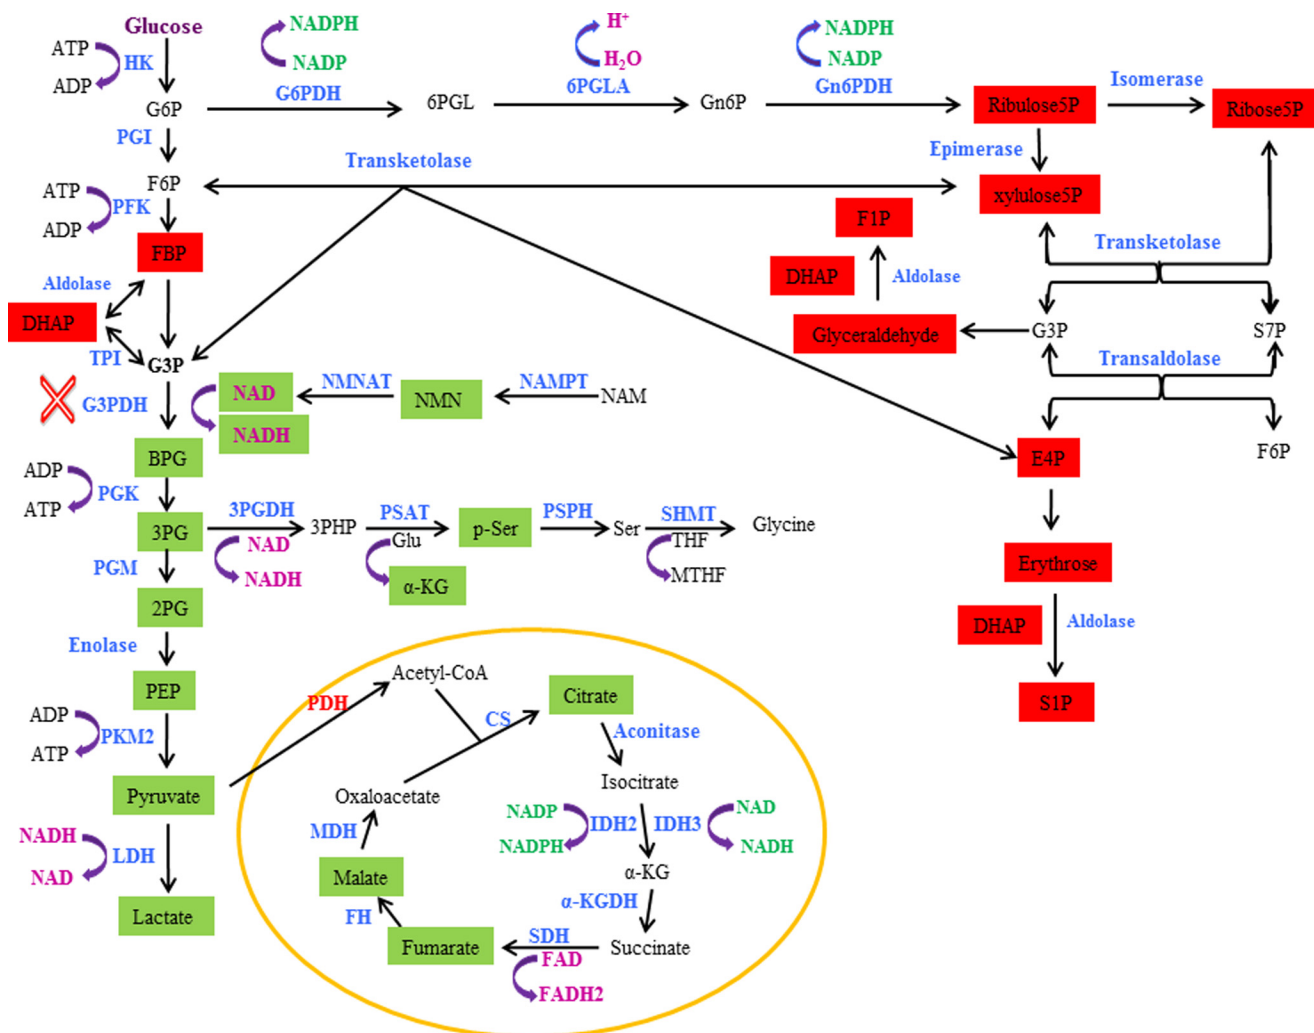 Glucose
ATP
HK
ADP
NADPH
NADP
G6PDH
H+
H2O
6PGLA
NADPH
NADP
Gn6PDH
Isomerase
G6P
6PGL
Gn6P
Ribulose5P
Ribose5P
PGI
Transketolase
Epimerase
ATP
F6P
PFK
ADP
xylulose5P
F1P
FBP
Transketolase
Aldolase
DHAP
Aldolase
DHAP
Glyceraldehyde
G3P
S7P
TPI
G3P
Transaldolase
G3PDH
NAD
NMNAT
NMN
NAMPT
NAM
NADH
BPG
E4P
F6P
ADP
PGK
ATP
3PG
3PGDH
3PHP
PSAT
p-Ser
PSPH
Ser
SHMT
Glycine
NAD
NADH
Glu
α-KG
THF
MTHF
PGM
Erythrose
2PG
DHAP
Aldolase
Enolase
PEP
Acetyl-CoA
Citrate
S1P
PDH
CS
Aconitase
ADP
PKM2
ATP
Pyruvate
Oxaloacetate
Isocitrate
NADP
IDH2
IDH3
NAD
NADPH
NADH
NADH
LDH
NAD
MDH
Malate
α-KG
α-KGDH
Lactate
FH
Fumarate
SDH
Succinate
FAD
FADH2